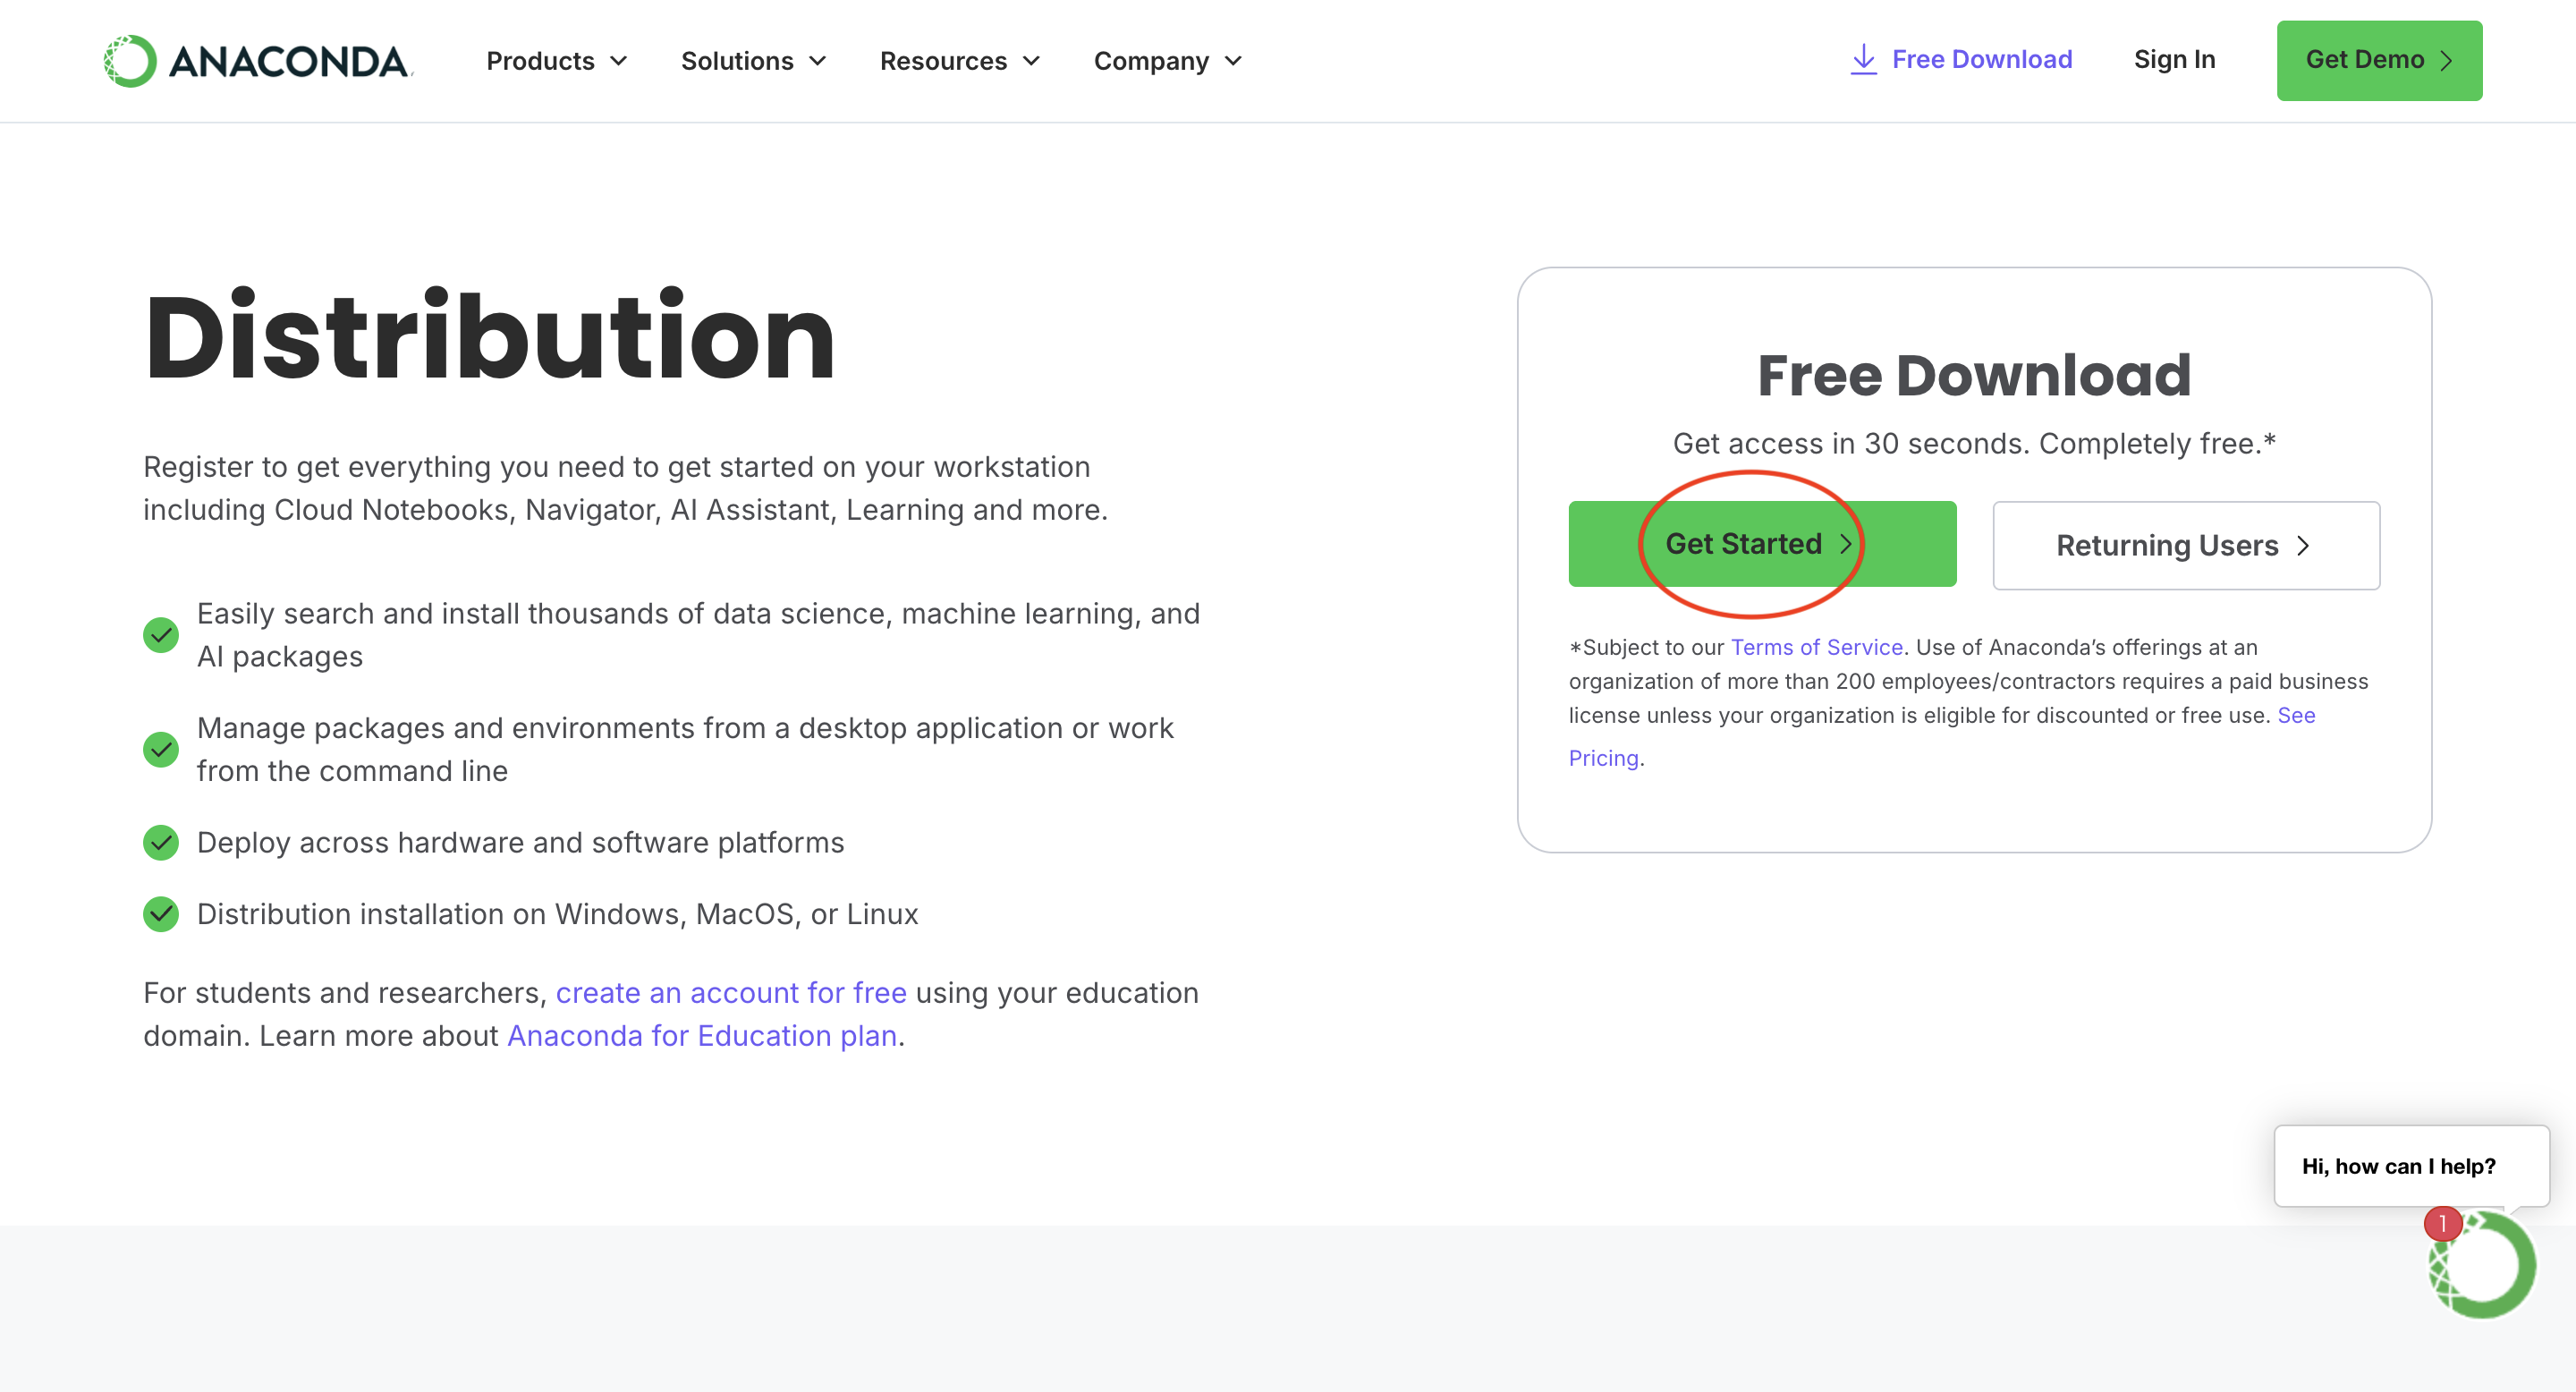 ANACONDA.
Products
Solutions
Resources
Company
Free Download
Sign In
Get Demo
Distribution
Register to get everything you need to get started on your workstation
including Cloud Notebooks, Navigator, AI Assistant, Learning and more.
Easily search and install thousands of data science, machine learning, and
AI packages
Manage packages and environments from a desktop application or work
from the command line
Deploy across hardware and software platforms
Distribution installation on Windows, MacOS, or Linux
For students and researchers, create an account for free using your education
domain. Learn more about Anaconda for Education plan.
Free Download
Get access in 30 seconds. Completely free.*
Get Started
Returning Users
*Subject to our Terms of Service. Use of Anaconda’s offerings at an
organization of more than 200 employees/contractors requires a paid business
license unless your organization is eligible for discounted or free use. See
Pricing.
Hi, how can I help?
1